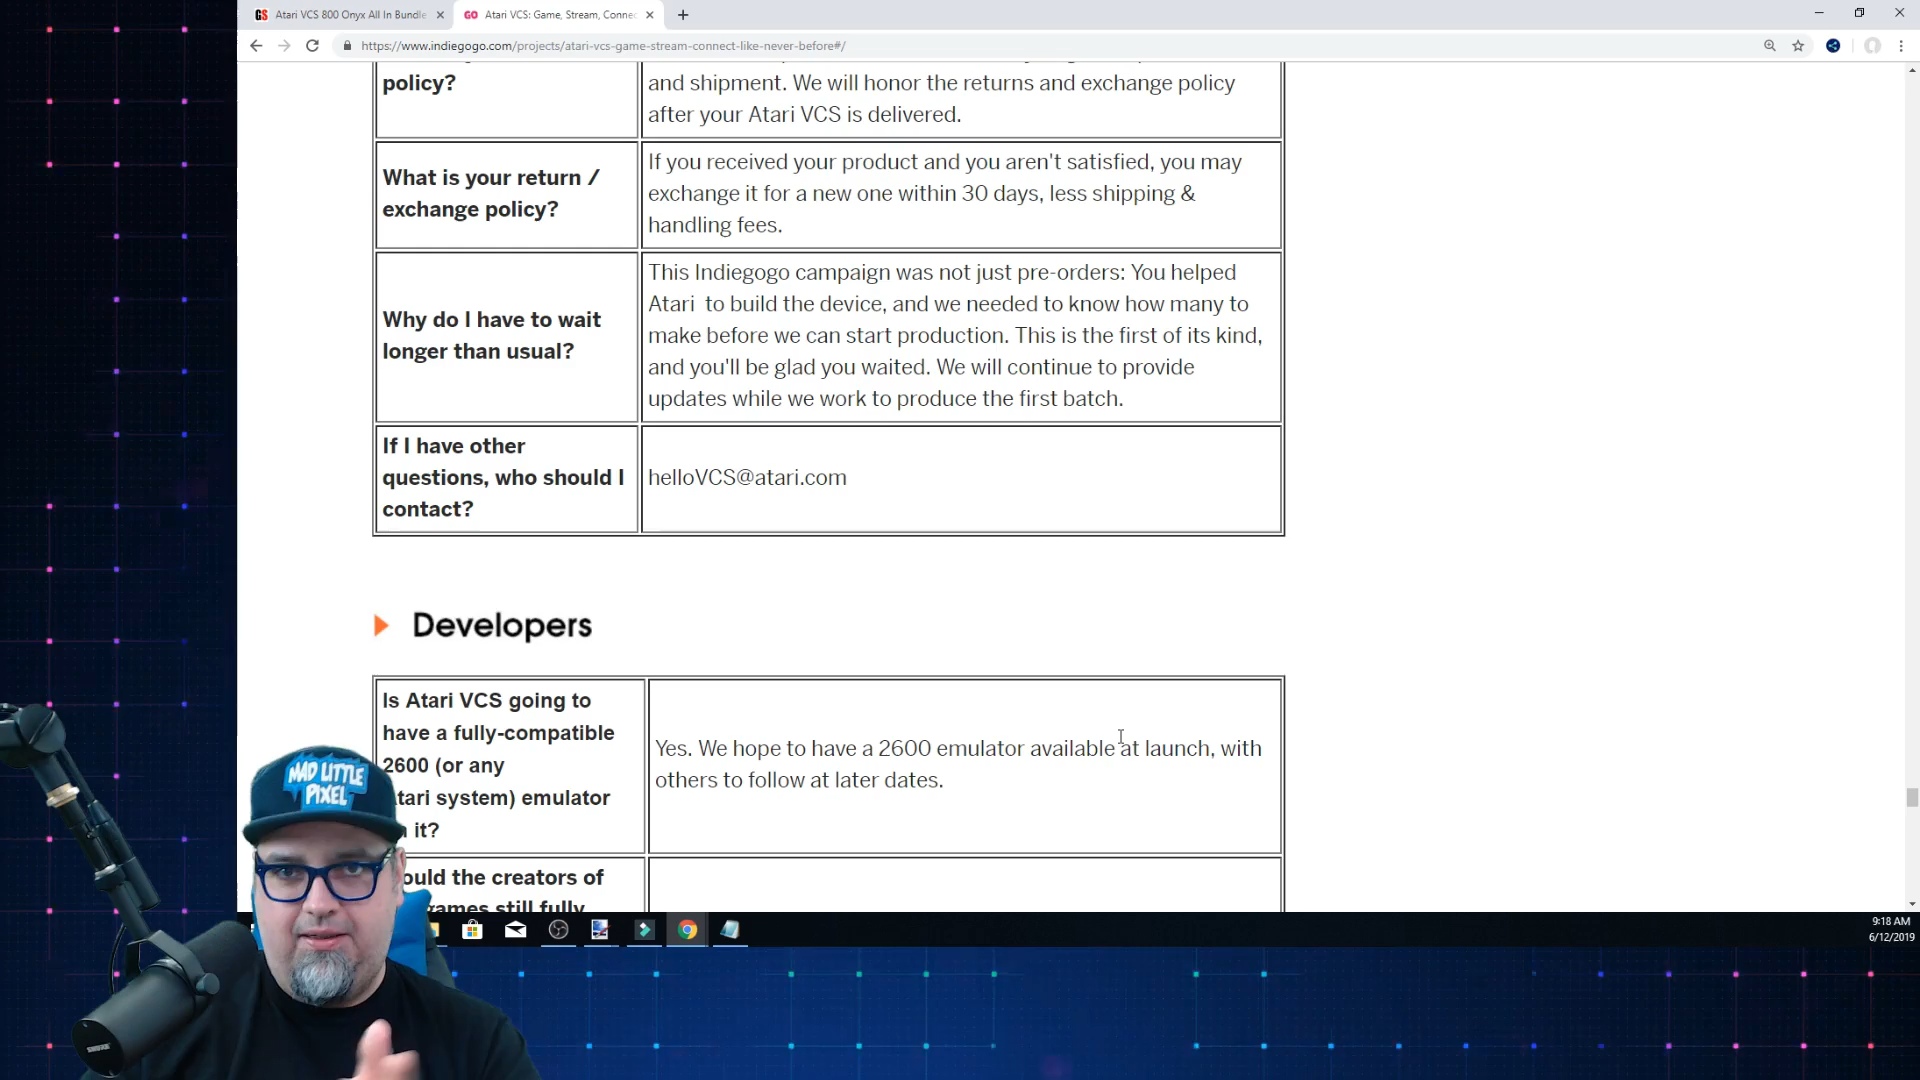 Atari VCS 800 Onyx All In Bundle
Atari VCS: Game, Stream, Connec
https://www.indiegogo.com/projects/atari-vcs-game-stream-connect-like-never-before#/
policy?
and shipment. We will honor the returns and exchange policy
after your Atari VCS is delivered.
What is your return /
exchange policy?
If you received your product and you aren't satisfied, you may
exchange it for a new one within 30 days, less shipping &
handling fees.
Why do I have to wait
longer than usual?
This Indiegogo campaign was not just pre-orders: You helped
Atari to build the device, and we needed to know how many to
make before we can start production. This is the first of its kind,
and you'll be glad you waited. We will continue to provide
updates while we work to produce the first batch.
If I have other
questions, who should I
contact?
helloVCS@atari.com
Developers
Is Atari VCS going to
have a fully-compatible
2600 (or any
tari system) emulator
it?
Yes. We hope to have a 2600 emulator available at launch, with
others to follow at later dates.
ould the creators of
games still fully
MAD LITTLE
PIXEL
SHURE
9:18 AM
6/12/2019